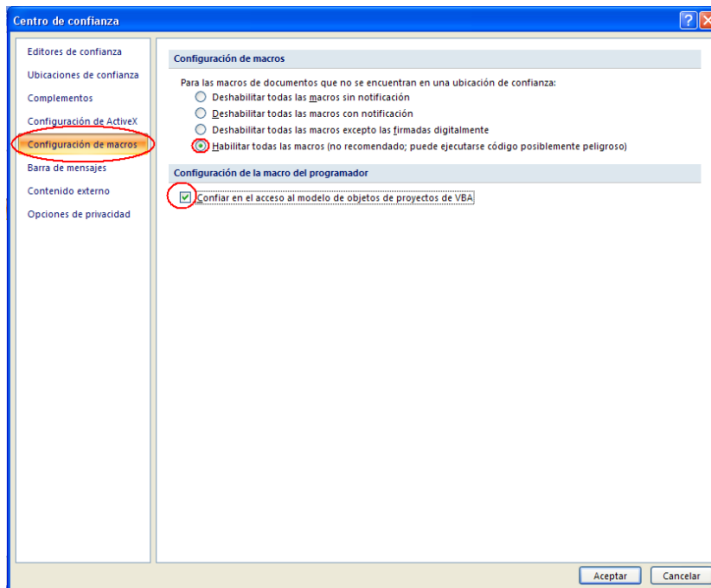 Centro de confianza
Editores de confianza
Ubicaciones de confianza
Complementos
Configuración de ActiveX
Configuración de macros
Barra de mensajes
Contenido externo
Opciones de privacidad
Configuración de macros
Para las macros de documentos que no se encuentran en una ubicación de confianza:
Deshabilitar todas las macros sin notificación
Deshabilitar todas las macros con notificación
Deshabilitar todas las macros excepto las firmadas digitalmente
Habilitar todas las macros (no recomendado; puede ejecutarse código posiblemente peligroso)
Configuración de la macro del programador
Confiar en el acceso al modelo de objetos de proyectos de VBA
Aceptar
Cancelar